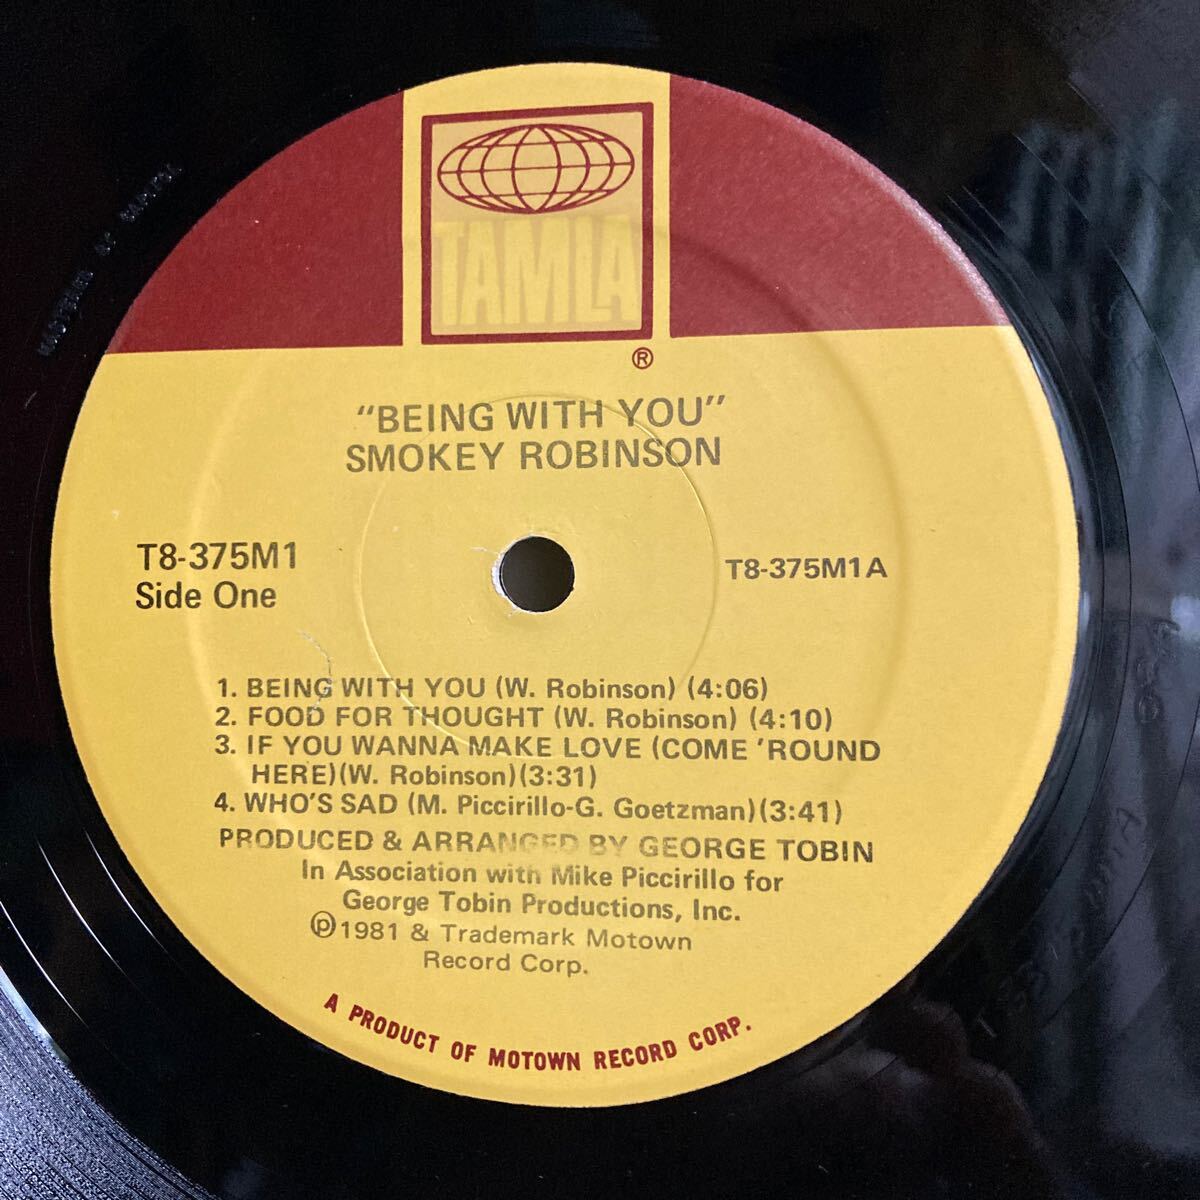 TAMLA
®
"BEING WITH YOU"
SMOKEY ROBINSON
T8-375M1
Side One
T8-375M1A
1. BEING WITH YOU (W. Robinson) (4:06)
2. FOOD FOR THOUGHT (W. Robinson) (4:10)
3. IF YOU WANNA MAKE LOVE (COME 'ROUND
HERE)(W. Robinson)(3:31)
4. WHO'S SAD (M. Piccirillo-G. Goetzman)(3:41)
PRODUCED & ARRANGED BY GEORGE TOBIN
In Association with Mike Piccirillo for
George Tobin Productions, Inc.
℗1981 & Trademark Motown
Record Corp.
A PRODUCT OF MOTOWN RECORD CORP.